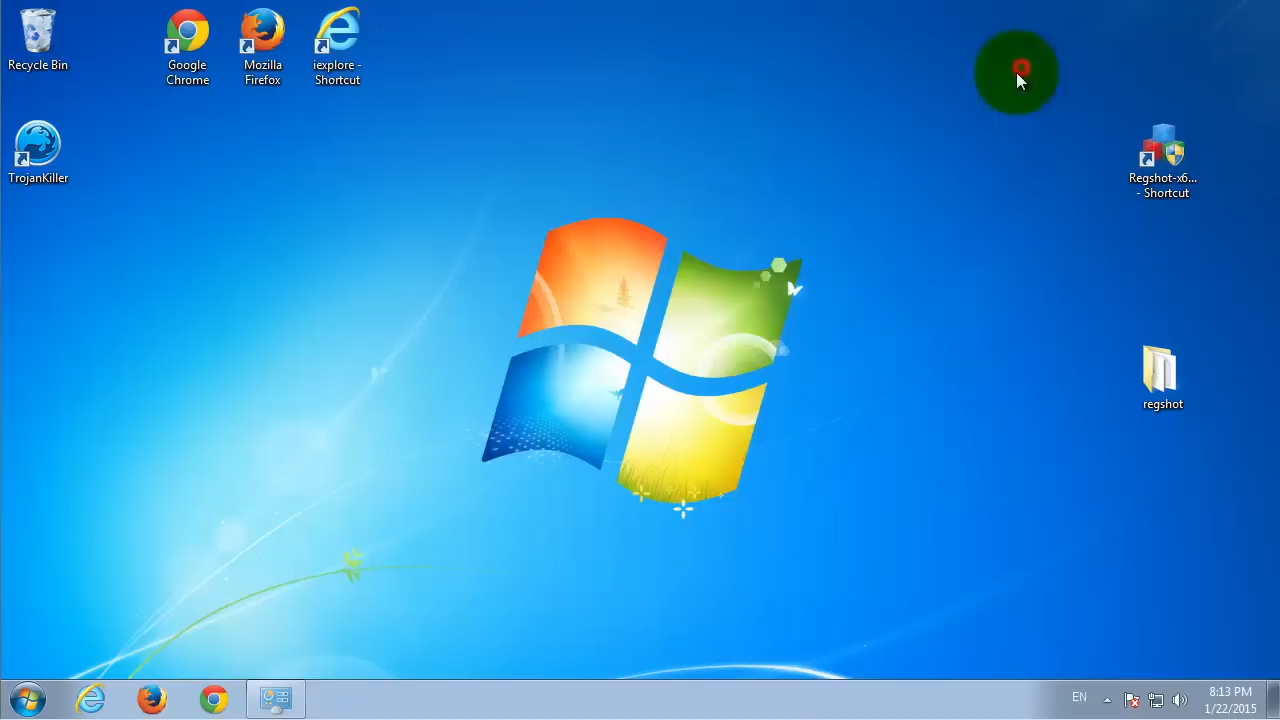 Recycle Bin
Google
Chrome
Mozilla
Firefox
iexplore -
Shortcut
TrojanKiller
Regshot-x6...
- Shortcut
regshot
EN
8:13 PM
1/22/2015